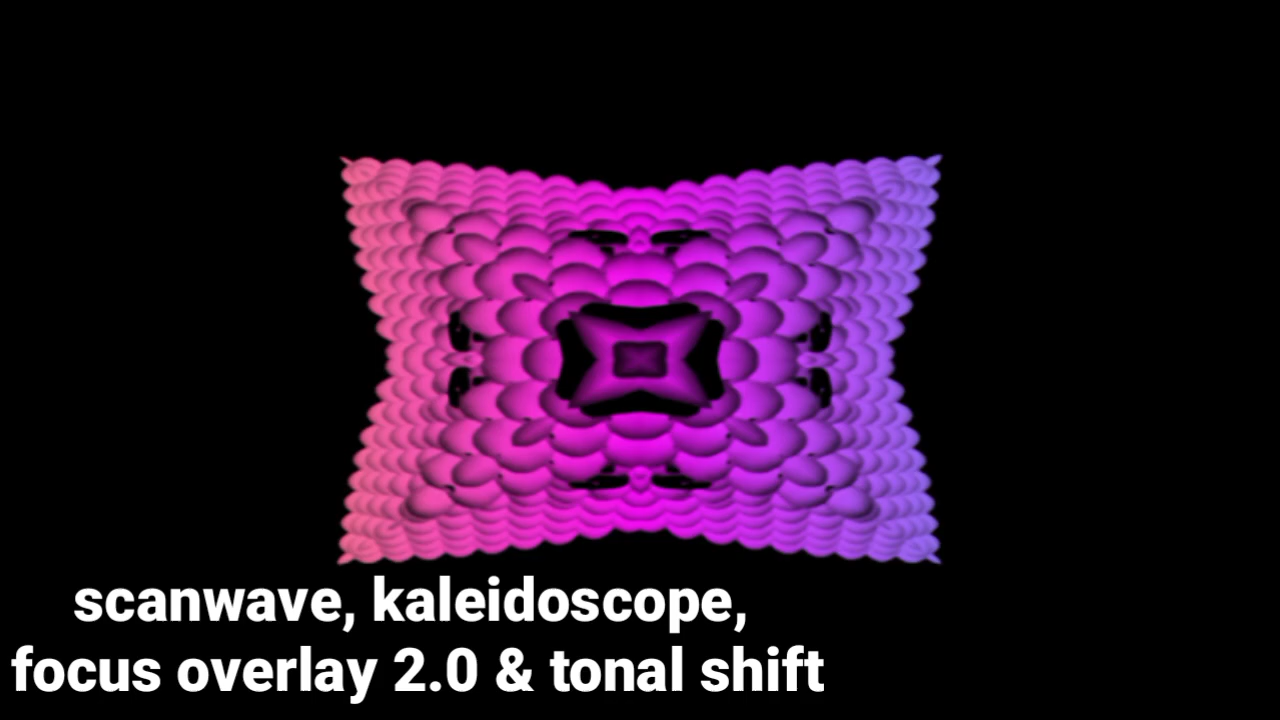 scanwave, kaleidoscope,
focus overlay 2.0 & tonal shift